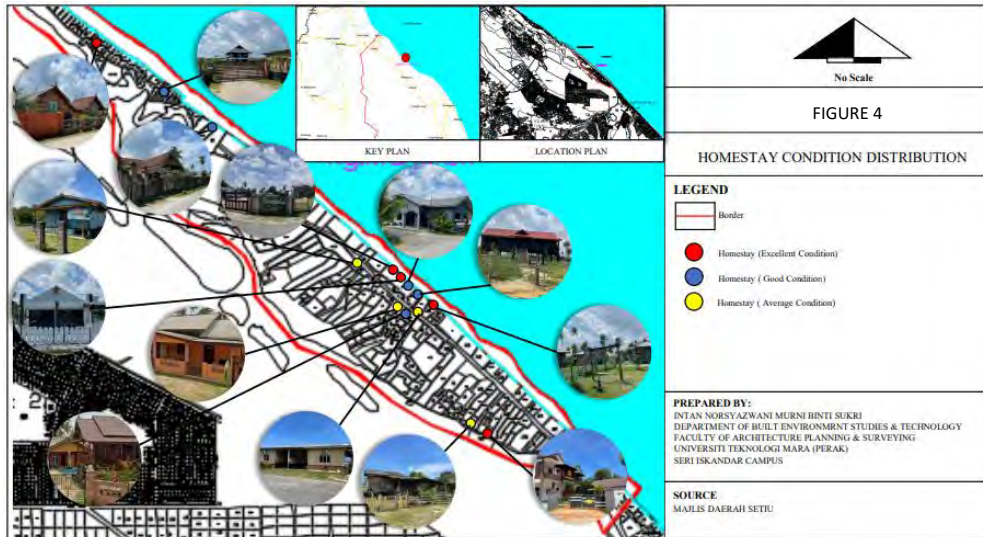 No Scale
FIGURE 4
HOMESTAY CONDITION DISTRIBUTION
LEGEND
Border
Homestay (Excellent Condition)
Homestay ( Good Condition)
Homestay ( Average Condition)
PREPARED BY:
INTAN NORSYAZWANI MURNI BINTI SUKRI
DEPARTMENT OF BUILT ENVIRONMRNT STUDIES & TECHNOLOGY
FACULTY OF ARCHITECTURE PLANNING & SURVEYING
UNIVERSITI TEKNOLOGI MARA (PERAK)
SERI ISKANDAR CAMPUS
SOURCE
MAJLIS DAERAH SETIU
KEY PLAN
LOCATION PLAN